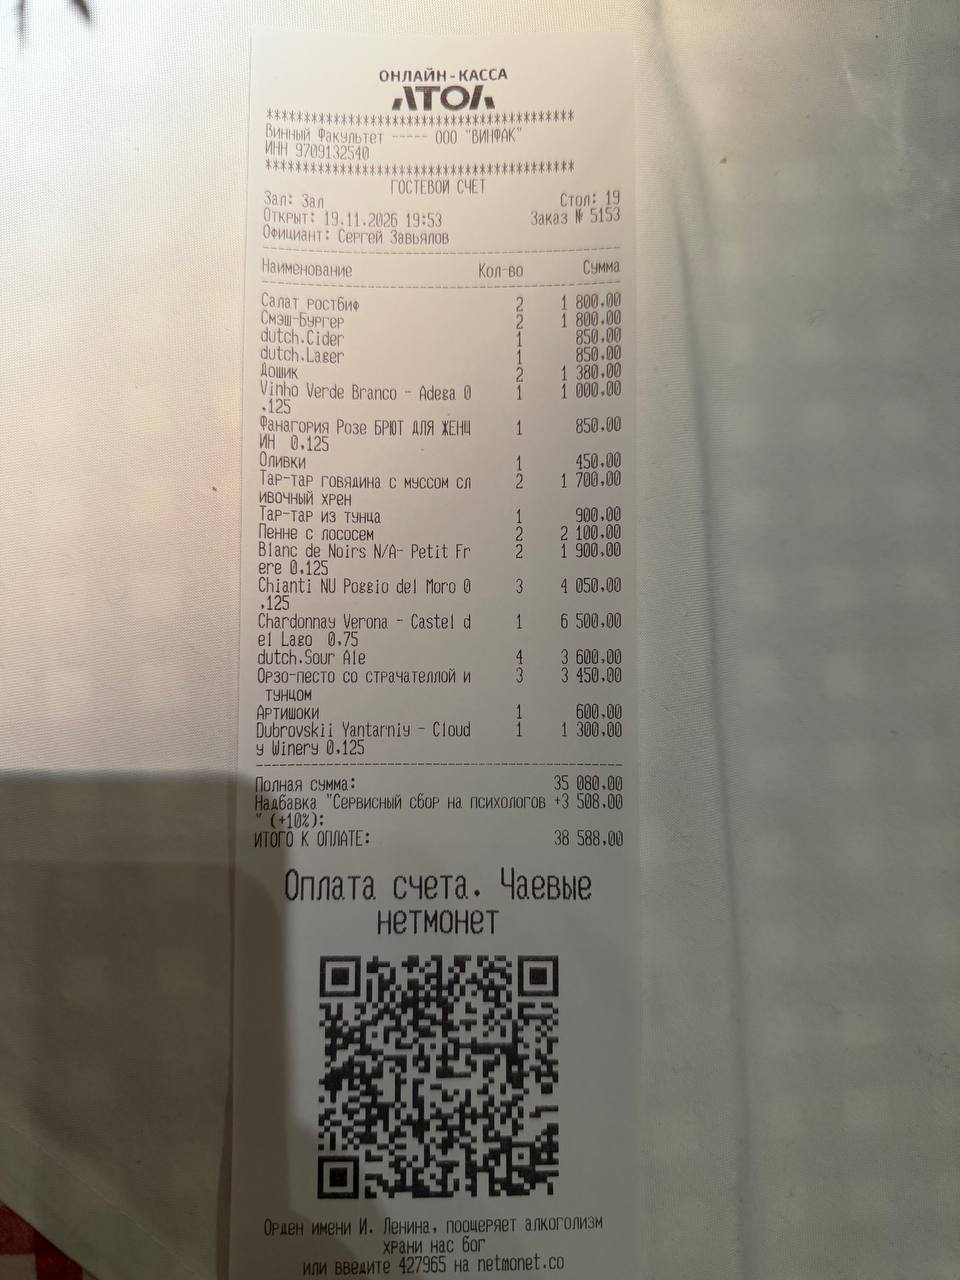 ОНЛАЙН-КАССА
АТОЛ
*****************************************
Винный Факультет ----- ООО "ВИНФАК"
ИНН 9709132540
*****************************************
ГОСТЕВОЙ СЧЕТ
Зал: Зал Стол: 19
Открыт: 19.11.2026 19:53 Заказ № 5153
Официант: Сергей Завьялов
Наименование Кол-во Сумма
Салат ростбиф 2 1 800.00
Смэш-Бургер 2 1 800.00
dutch.Cider 1 850.00
dutch.Lager 1 850.00
Дошик 2 1 380.00
Vinho Verde Branco - Adega 0 1 1 000.00
.125
Фанагория Розе БРЮТ ДЛЯ ЖЕНЩ 1 850.00
ИН 0.125
Оливки 1 450.00
Тар-тар говядина с муссом сл 2 1 700.00
ивочный хрен
Тар-тар из тунца 1 900.00
Пенне с лососем 2 2 100.00
Blanc de Noirs N/A- Petit Fr 2 1 900.00
ere 0.125
Chianti NU Poggio del Moro 0 3 4 050.00
.125
Chardonnay Verona - Castel d 1 6 500.00
el Lago 0.75
dutch.Sour Ale 4 3 600.00
Орзо-песто со страчателлой и 3 3 450.00
тунцом
Артишоки 1 600.00
Dubrovskii Yantarniy - Cloud 1 1 300.00
y Winery 0.125
Полная сумма: 35 080.00
Надбавка "Сервисный сбор на психологов +3 508.00
" (+10%):
ИТОГО К ОПЛАТЕ: 38 588.00
Оплата счета. Чаевые
нетмонет
Орден имени И. Ленина, поощряет алкоголизм
храни нас бог
или введите 427965 на netmonet.co